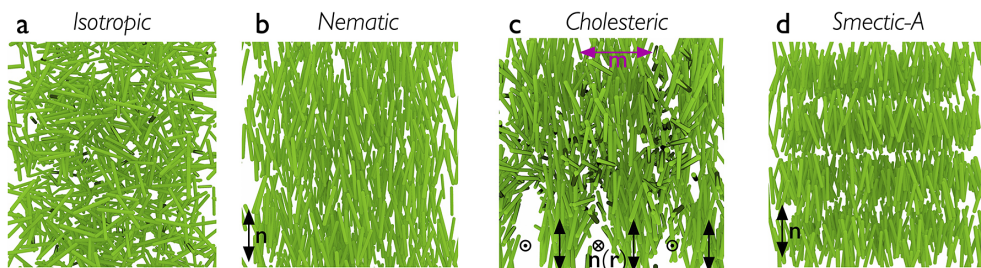 a Isotropic
b Nematic
c Cholesteric
d Smectic-A
m
n
n(r)
n